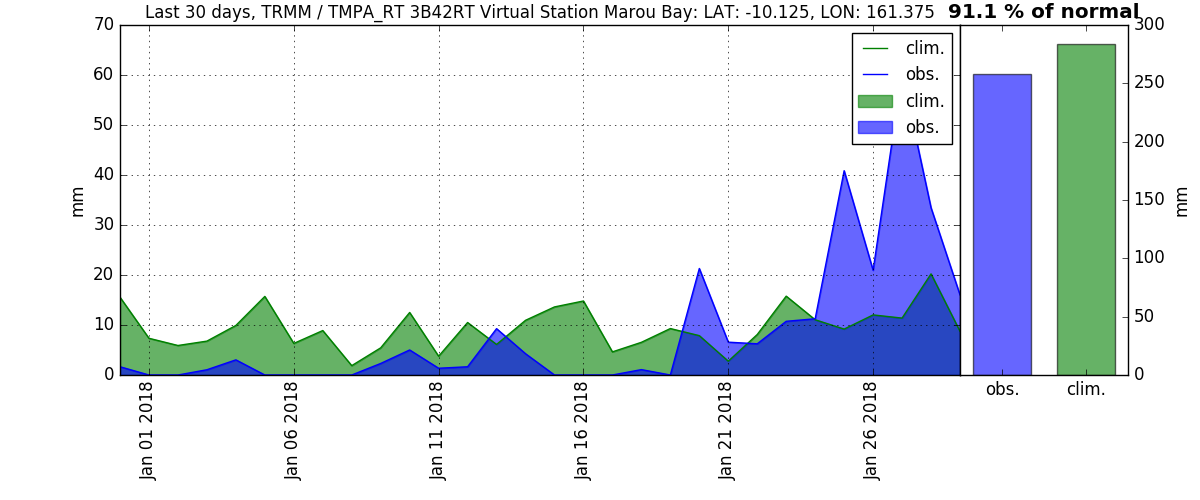 Last 30 days, TRMM / TMPA_RT 3B42RT Virtual Station Marou Bay: LAT: -10.125, LON: 161.375
91.1 % of normal
70
60
50
40
30
20
10
0
mm
clim.
obs.
clim.
obs.
Jan 01 2018
Jan 06 2018
Jan 11 2018
Jan 16 2018
Jan 21 2018
Jan 26 2018
obs.
clim.
300
250
200
150
100
50
0
mm